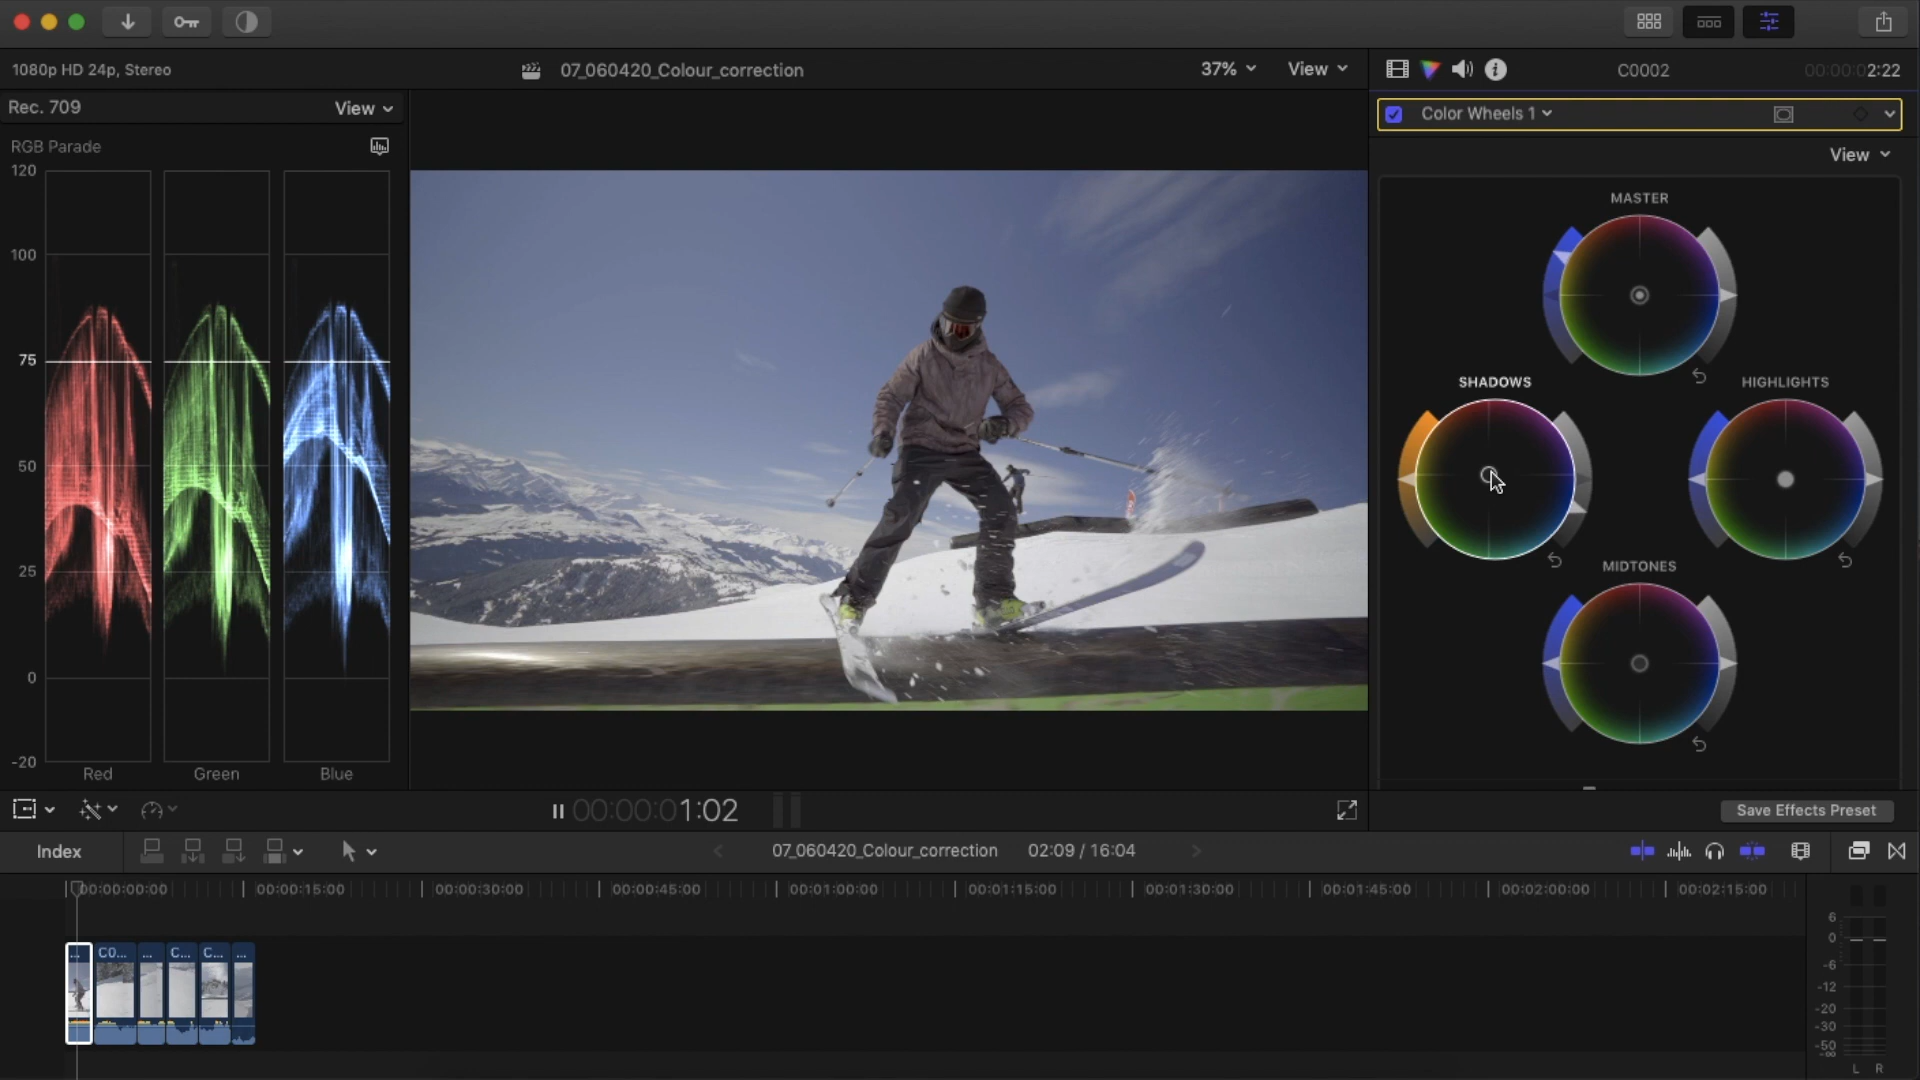 1080p HD 24p, Stereo
07_060420_Colour_correction
37%
View
C0002
00:00:02:22
Rec. 709
View
Color Wheels 1
RGB Parade
View
120
100
75
50
25
0
-20
Red
Green
Blue
MASTER
SHADOWS
HIGHLIGHTS
MIDTONES
00:00:01:02
Save Effects Preset
Index
07_060420_Colour_correction
02:09 / 16:04
00:00:00:00
00:00:15:00
00:00:30:00
00:00:45:00
00:01:00:00
00:01:15:00
00:01:30:00
00:01:45:00
00:02:00:00
00:02:15:00
...
C0...
...
C...
C...
...
6
0
-6
-12
-20
-30
-50
-∞
L
R